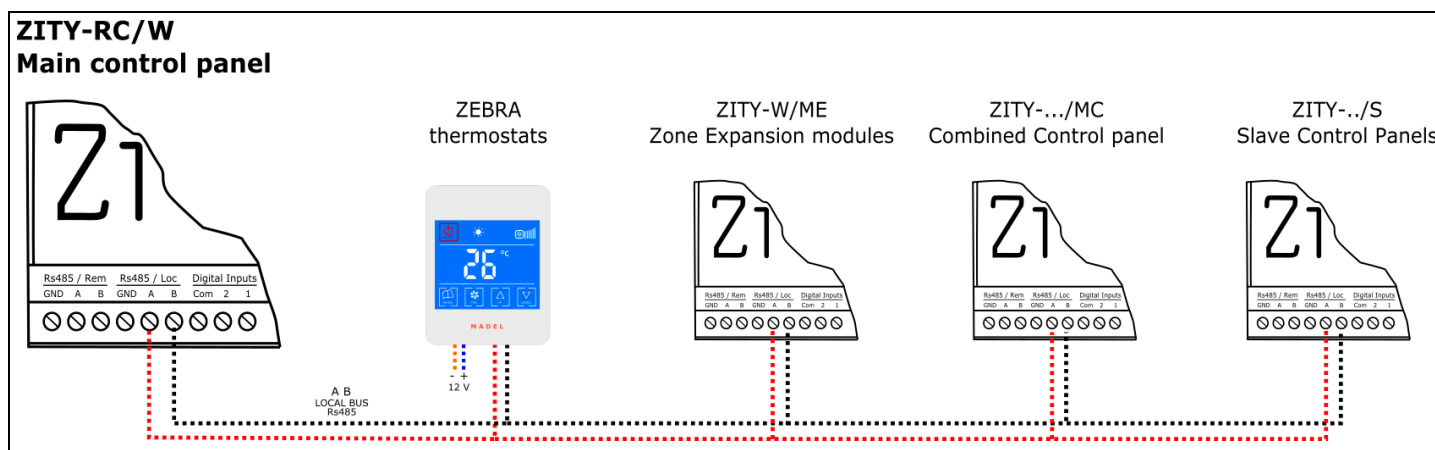 ZITY-RC/W
Main control panel
Z1
Rs485 / Rem Rs485 / Loc Digital Inputs
GND A B GND A B Com 2 1
ZEBRA
thermostats
26 °C
MADEL
- +
12 V
A B
LOCAL BUS
Rs485
ZITY-W/ME
Zone Expansion modules
Z1
Rs485 / Rem Rs485 / Loc Digital Inputs
GND A B GND A B Com 2 1
ZITY-.../MC
Combined Control panel
Z1
Rs485 / Rem Rs485 / Loc Digital Inputs
GND A B GND A B Com 2 1
ZITY-../S
Slave Control Panels
Z1
Rs485 / Rem Rs485 / Loc Digital Inputs
GND A B GND A B Com 2 1